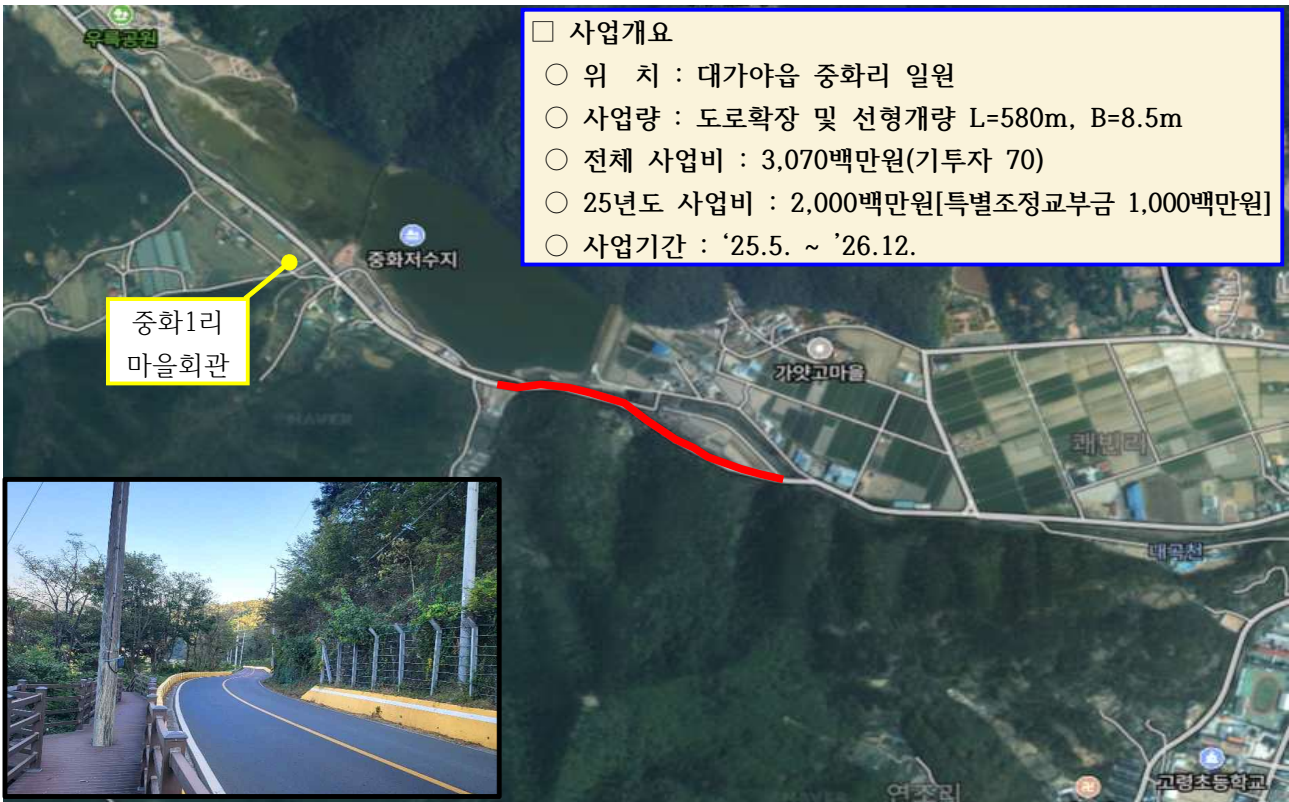 우륵공원
□ 사업개요
○ 위 치 : 대가야읍 중화리 일원
○ 사업량 : 도로확장 및 선형개량 L=580m, B=8.5m
○ 전체 사업비 : 3,070백만원(기투자 70)
○ 25년도 사업비 : 2,000백만원[특별조정교부금 1,000백만원]
○ 사업기간 : ‘25.5. ~ ’26.12.
중화저수지
중화1리
마을회관
가얏고마을
쾌빈리
NAVER
내곡천
고령초등학교
연조리